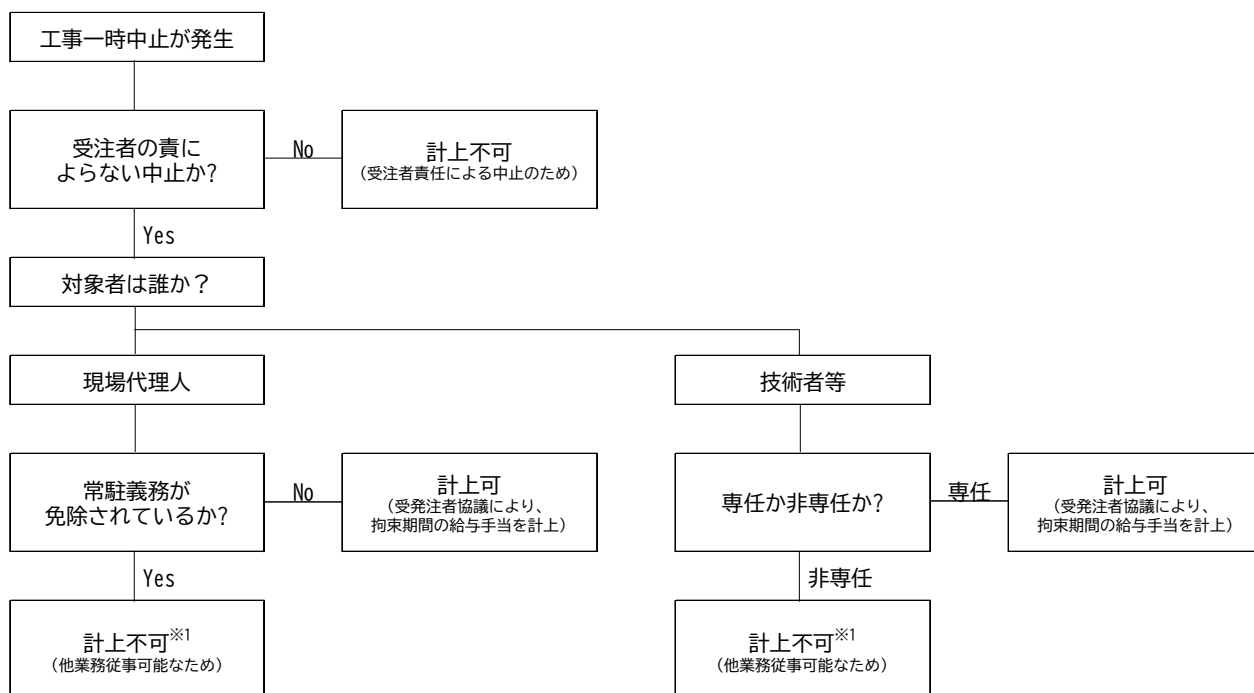 工事一時中止が発生
受注者の責に
よらない中止か?
No
計上不可
（受注者責任による中止のため）
Yes
対象者は誰か？
現場代理人
技術者等
常駐義務が
免除されているか?
No
計上可
（受発注者協議により、
拘束期間の給与手当を計上）
専任か非専任か?
専任
計上可
（受発注者協議により、
拘束期間の給与手当を計上）
Yes
非専任
計上不可※1
（他業務従事可能なため）
計上不可※1
（他業務従事可能なため）